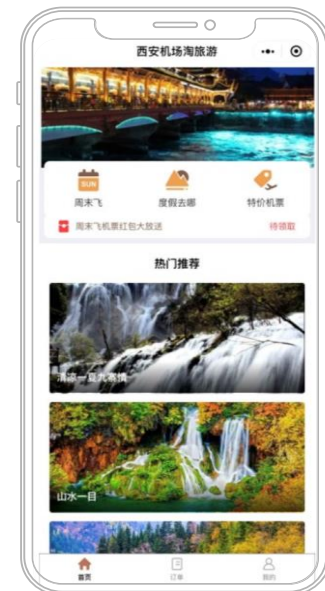 西安机场淘旅游
SUN
周末飞
度假去哪
特价机票
周末飞机票红包大放送
待领取
热门推荐
清凉一夏九寨情
山水一目
首页
订单
我的